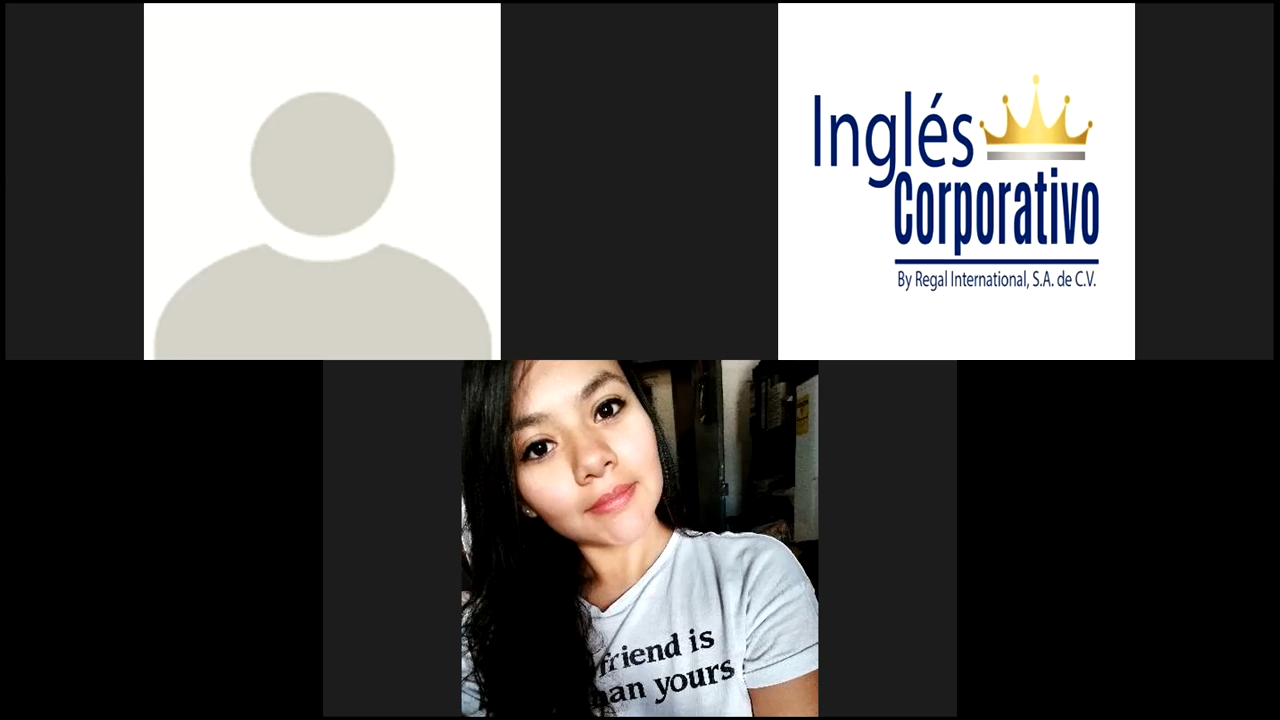 Inglés
Corporativo
By Regal International, S.A. de C.V.
friend is
han yours